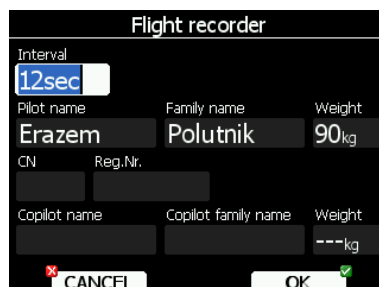 Flight recorder
Interval
12sec
Pilot name Family name Weight
Erazem Polutnik 90kg
CN Reg.Nr.
Copilot name Copilot family name Weight
---kg
CANCEL OK